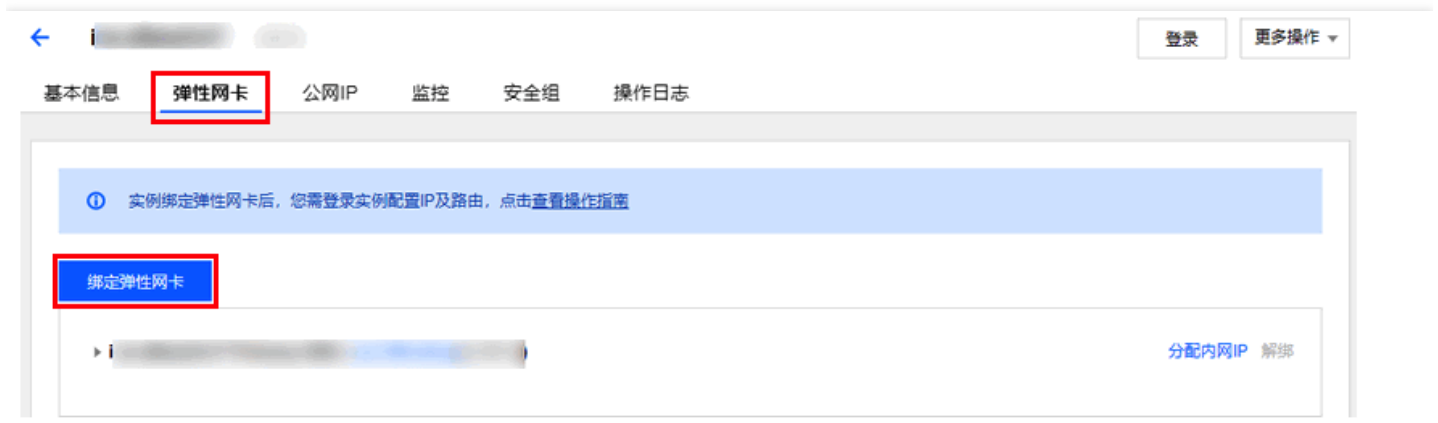 登录 更多操作
基本信息 弹性网卡 公网IP 监控 安全组 操作日志
实例绑定弹性网卡后，您需登录实例配置IP及路由，点击查看操作指南
绑定弹性网卡
分配内网IP 解绑